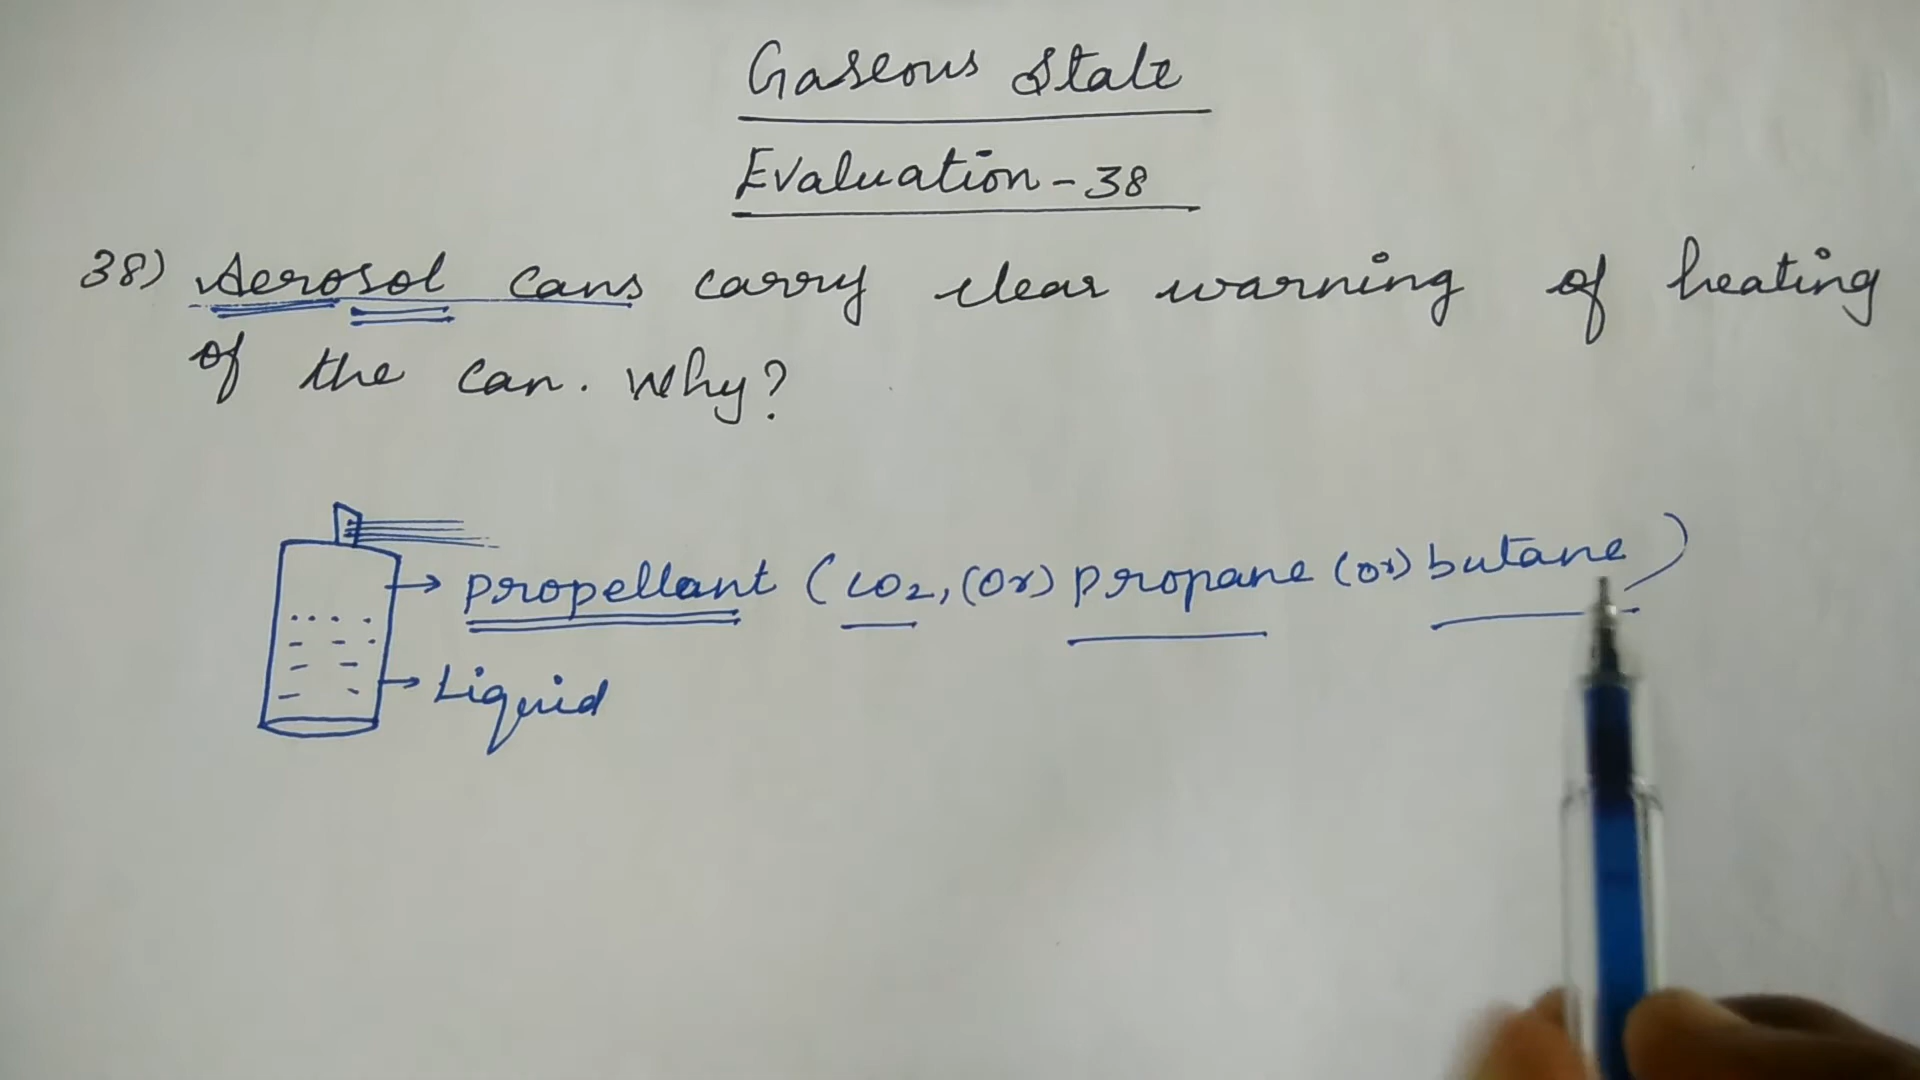 Gaseous State
Evaluation - 38
38) Aerosol cans carry clear warning of heating
of the can. Why?
Propellant (CO2, (Or) Propane (or) butane)
Liquid